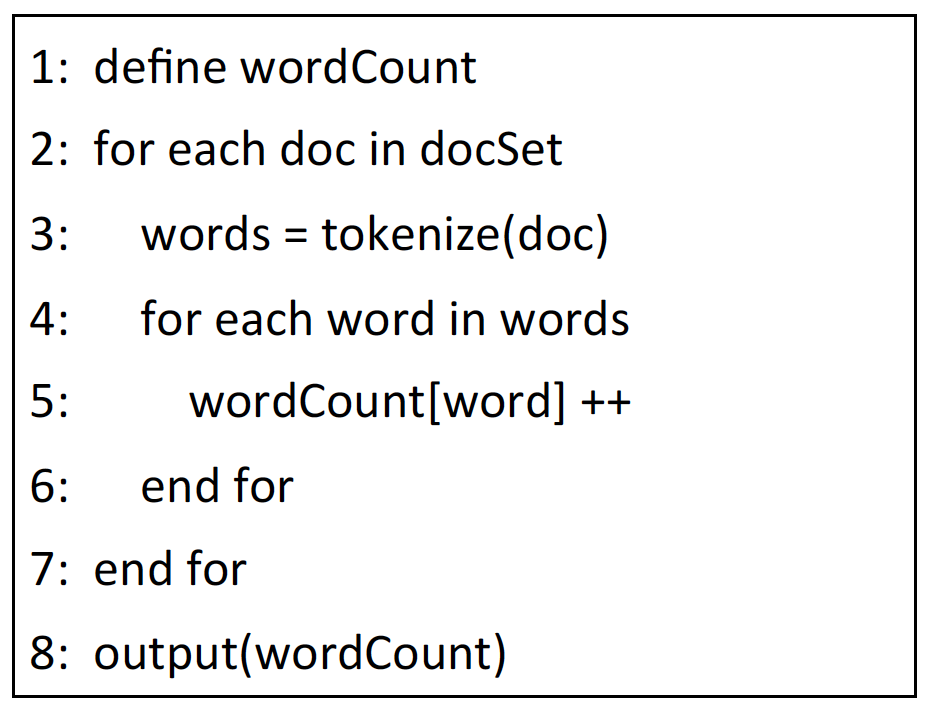 1: define wordCount
2: for each doc in docSet
3: words = tokenize(doc)
4: for each word in words
5: wordCount[word] ++
6: end for
7: end for
8: output(wordCount)